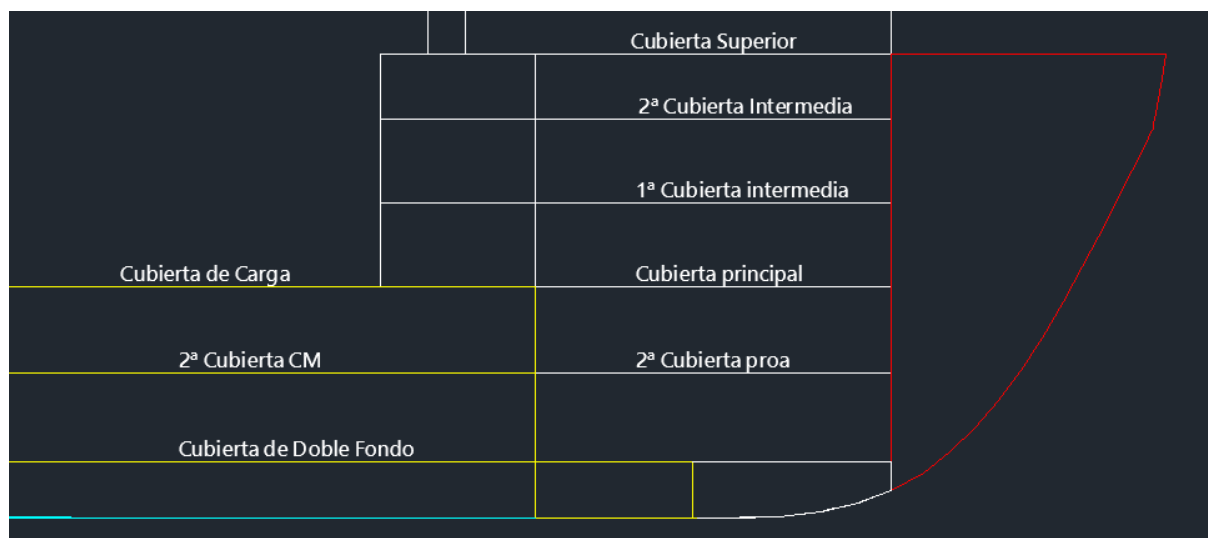 Cubierta Superior
2ª Cubierta Intermedia
1ª Cubierta intermedia
Cubierta de Carga
Cubierta principal
2ª Cubierta CM
2ª Cubierta proa
Cubierta de Doble Fondo